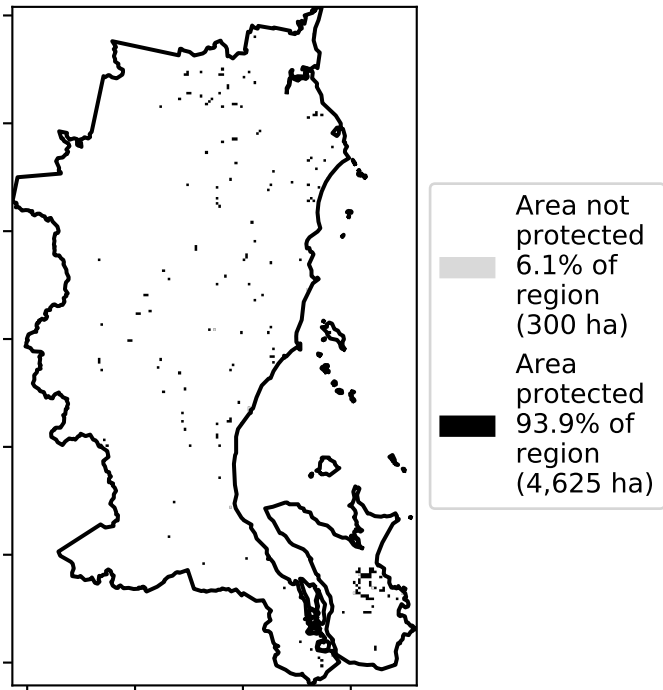 Area not
protected
6.1% of
region
(300 ha)
Area
protected
93.9% of
region
(4,625 ha)